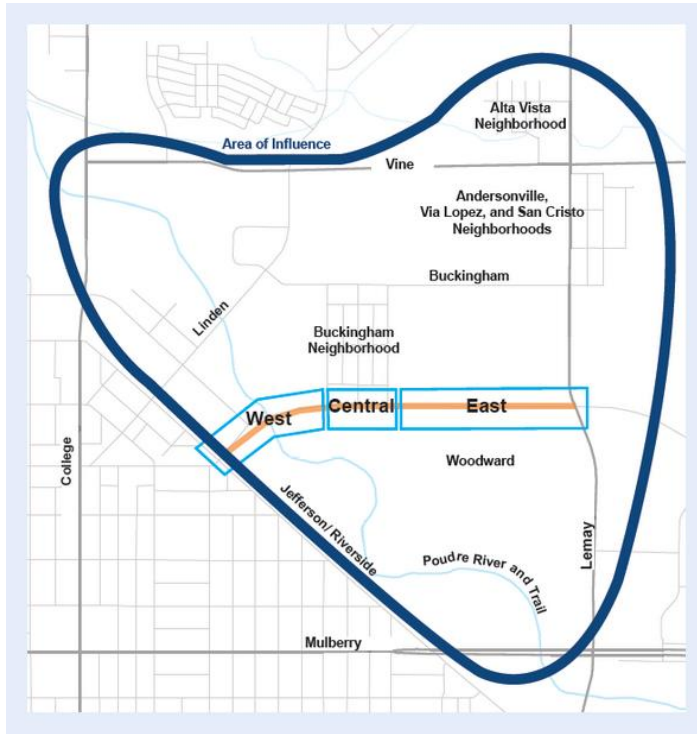 Alta Vista
Neighborhood
Area of Influence
Vine
Andersonville,
Via Lopez, and San Cristo
Neighborhoods
Buckingham
Linden
Buckingham
Neighborhood
West
Central
East
College
Woodward
Jefferson/ Riverside
Poudre River and Trail
Lemay
Mulberry